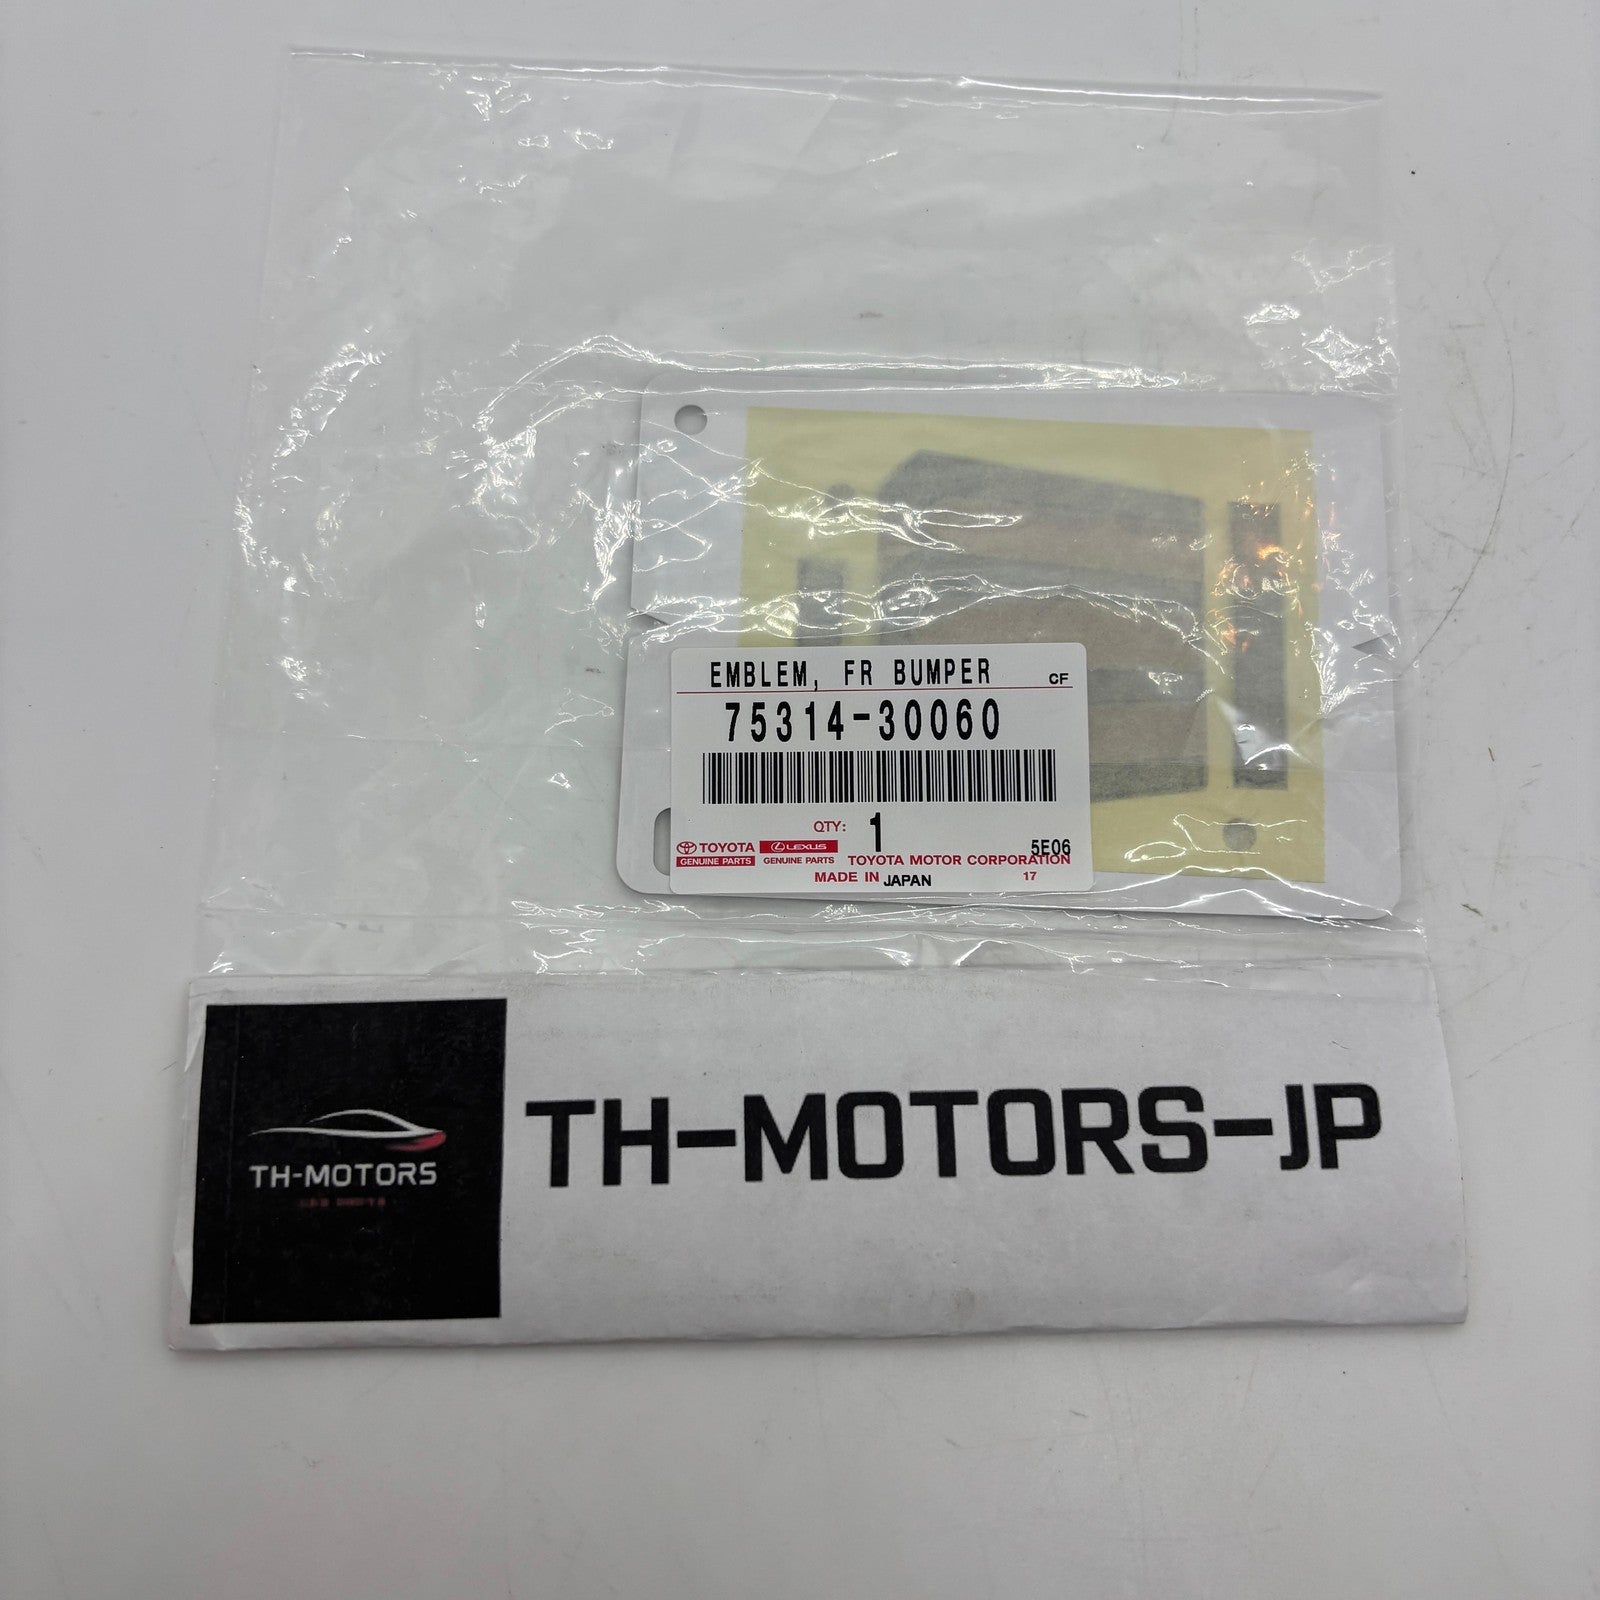 EMBLEM, FR BUMPER CF
75314-30060
QTY: 1
5E06
TOYOTA LEXUS
GENUINE PARTS GENUINE PARTS TOYOTA MOTOR CORPORATION
MADE IN JAPAN 17
TH-MOTORS-JP
TH-MOTORS